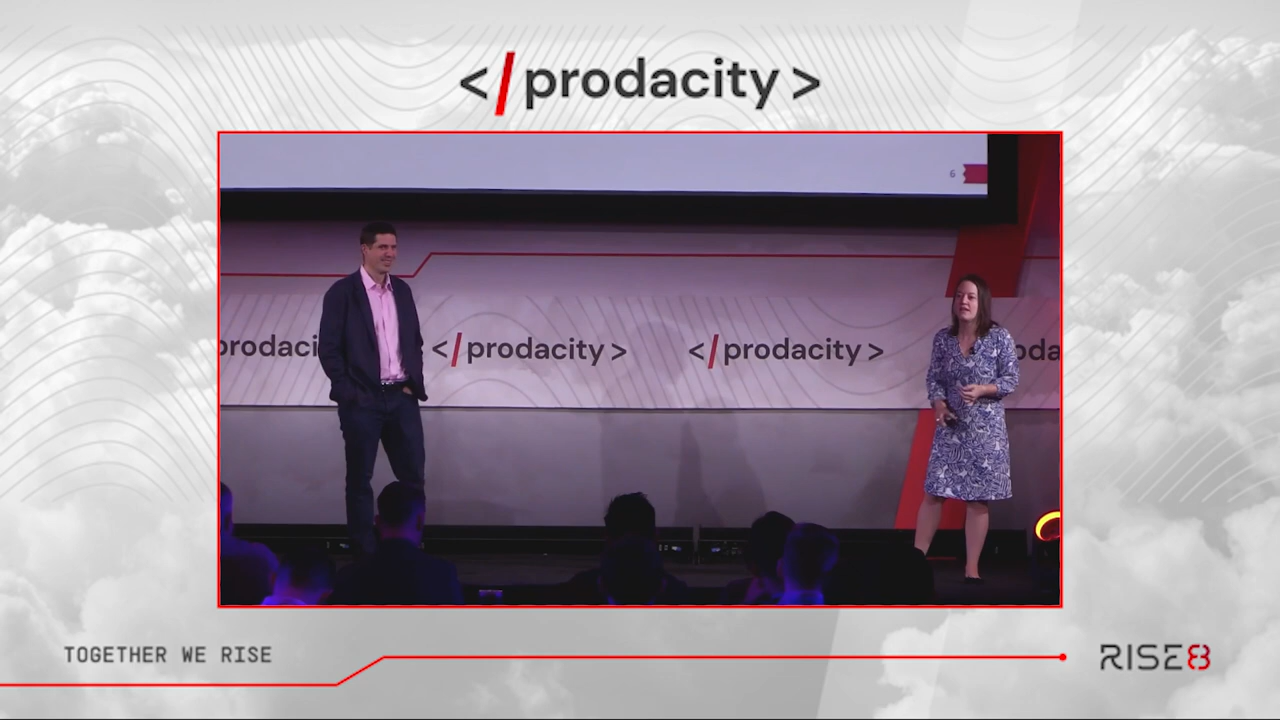 </prodacity>
6
prodaci
</prodacity>
</prodacity>
oda
TOGETHER WE RISE
RISE8